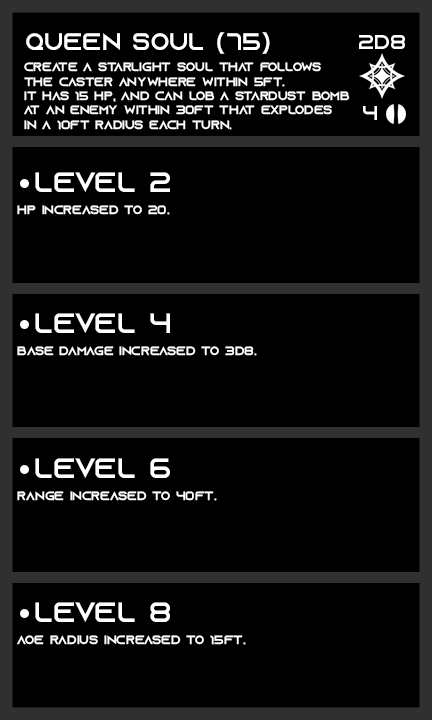 QUEEN SOUL (75)
2D8
CREATE A STARLIGHT SOUL THAT FOLLOWS
THE CASTER ANYWHERE WITHIN 5FT.
IT HAS 15 HP, AND CAN LOB A STARDUST BOMB
AT AN ENEMY WITHIN 30FT THAT EXPLODES
IN A 10FT RADIUS EACH TURN.
4
•LEVEL 2
HP INCREASED TO 20.
•LEVEL 4
BASE DAMAGE INCREASED TO 3D8.
•LEVEL 6
RANGE INCREASED TO 40FT.
•LEVEL 8
AOE RADIUS INCREASED TO 15FT.